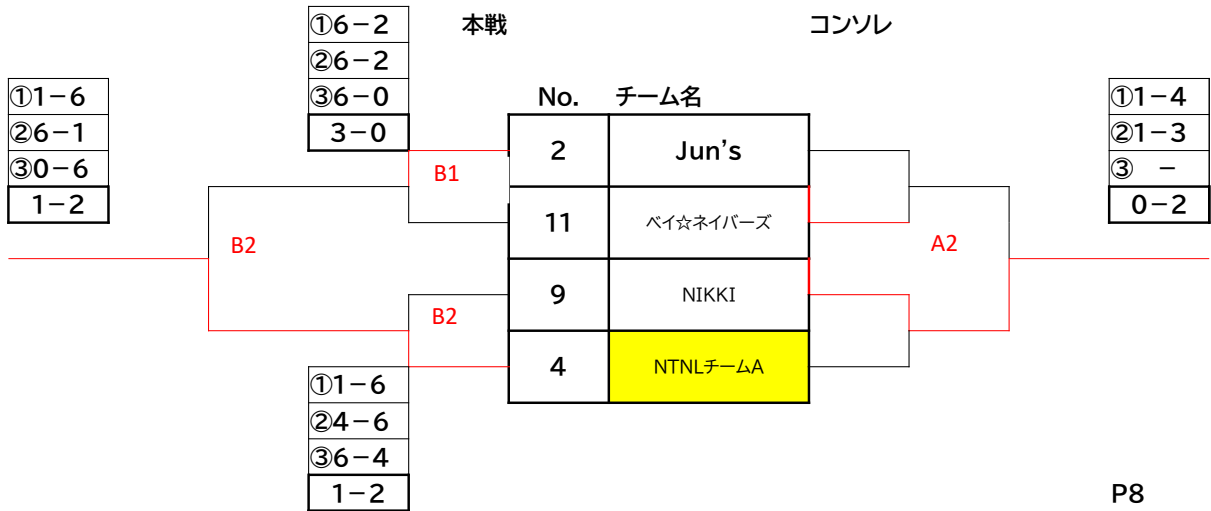 ①6-2
本戦
コンソレ
②6-2
①1-6
③6-0
No.
チーム名
①1-4
②6-1
3-0
2
Jun's
②1-3
③0-6
B1
③ -
1-2
11
ベイ☆ネイバーズ
0-2
B2
A2
9
NIKKI
B2
4
NTNLチームA
①1-6
②4-6
③6-4
1-2
P8